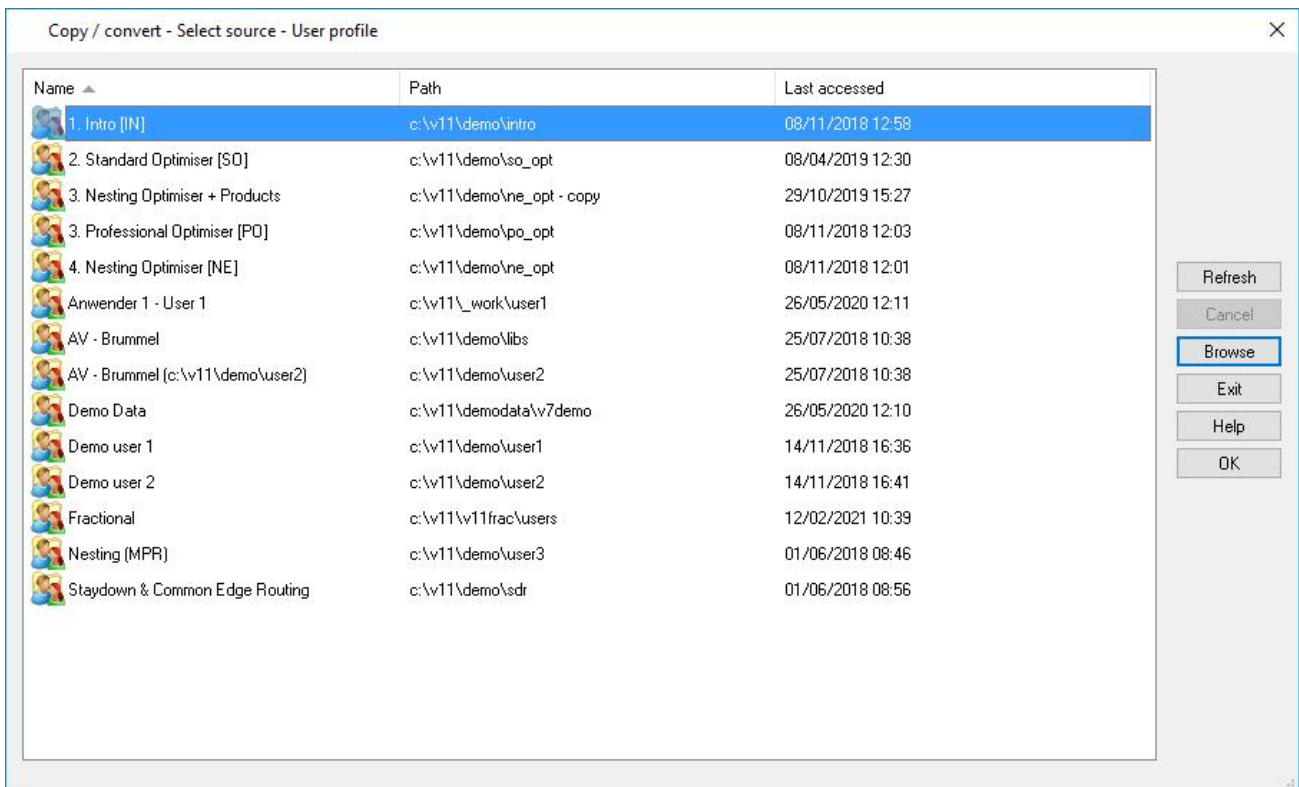 Copy / convert - Select source - User profile
Name Path Last accessed
1. Intro [IN] c:\v11\demo\intro 08/11/2018 12:58
2. Standard Optimiser [SO] c:\v11\demo\so_opt 08/04/2019 12:30
3. Nesting Optimiser + Products c:\v11\demo\ne_opt - copy 29/10/2019 15:27
3. Professional Optimiser [PO] c:\v11\demo\po_opt 08/11/2018 12:03
4. Nesting Optimiser [NE] c:\v11\demo\ne_opt 08/11/2018 12:01
Anwender 1 - User 1 c:\v11\_work\user1 26/05/2020 12:11
AV - Brummel c:\v11\demo\libs 25/07/2018 10:38
AV - Brummel (c:\v11\demo\user2) c:\v11\demo\user2 25/07/2018 10:38
Demo Data c:\v11\demodata\v7demo 26/05/2020 12:10
Demo user 1 c:\v11\demo\user1 14/11/2018 16:36
Demo user 2 c:\v11\demo\user2 14/11/2018 16:41
Fractional c:\v11\v11frac\users 12/02/2021 10:39
Nesting (MPR) c:\v11\demo\user3 01/06/2018 08:46
Staydown & Common Edge Routing c:\v11\demo\sdr 01/06/2018 08:56
Refresh
Cancel
Browse
Exit
Help
OK